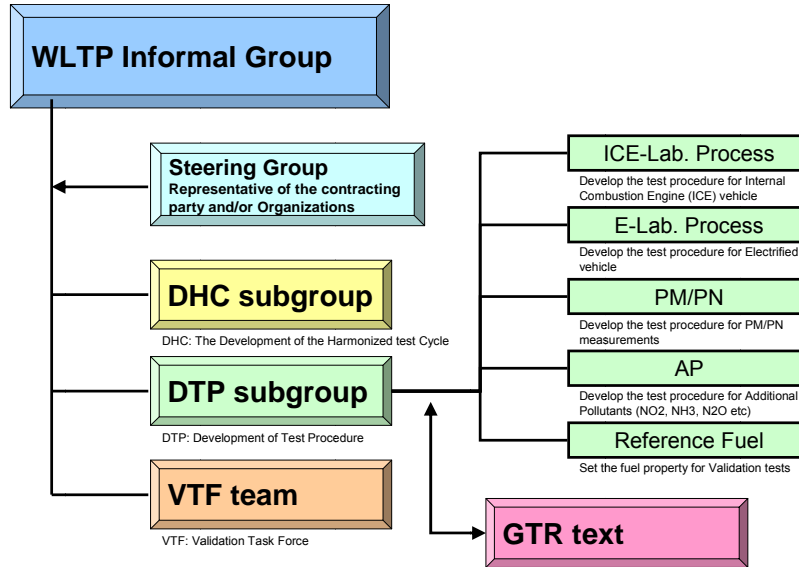 WLTP Informal Group
Steering Group
Representative of the contracting
party and/or Organizations
DHC subgroup
DHC: The Development of the Harmonized test Cycle
DTP subgroup
DTP: Development of Test Procedure
VTF team
VTF: Validation Task Force
ICE-Lab. Process
Develop the test procedure for Internal
Combustion Engine (ICE) vehicle
E-Lab. Process
Develop the test procedure for Electrified
vehicle
PM/PN
Develop the test procedure for PM/PN
measurements
AP
Develop the test procedure for Additional
Pollutants (NO2, NH3, N2O etc)
Reference Fuel
Set the fuel property for Validation tests
GTR text